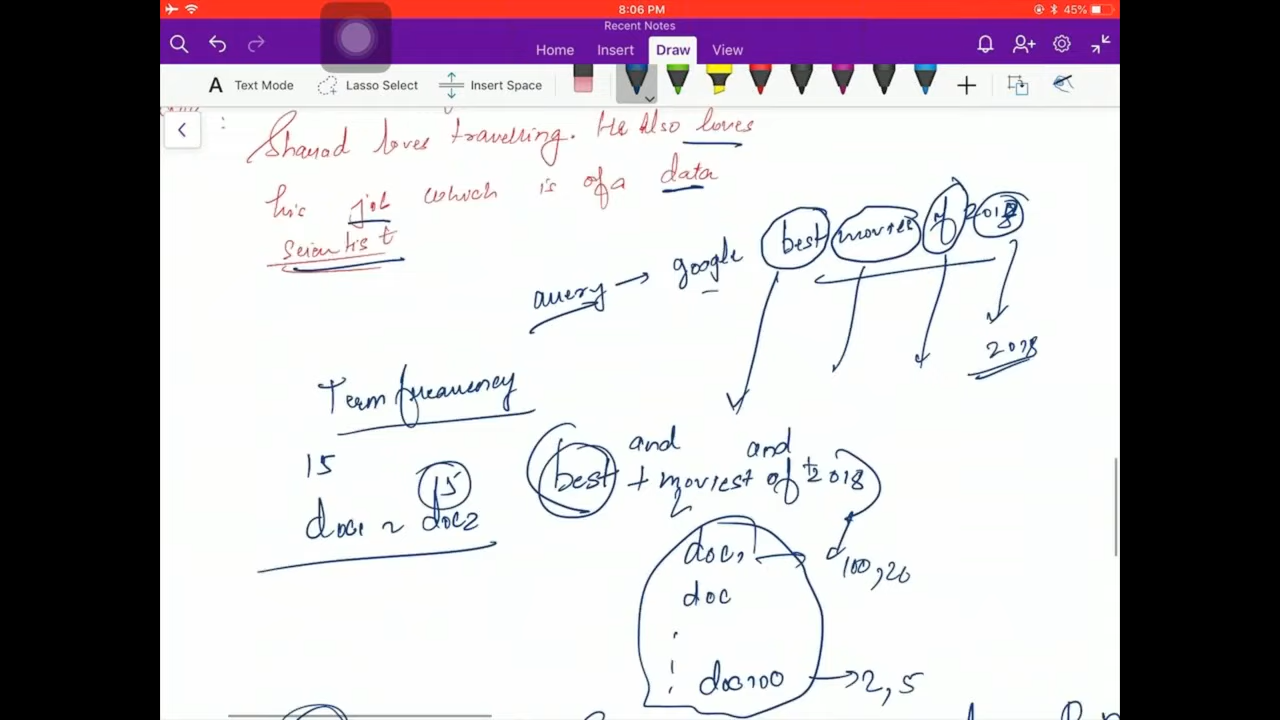 8:06 PM
45%
Recent Notes
Home Insert Draw View
A Text Mode Lasso Select Insert Space
:
Sharad loves travelling. He also loves
his job which is of a data
scientist
query → google best movies of 2018
2018
Term frequency
15
doc1 ~ doc2
15
and and
best + movies + of + 2018
doc1
100, 20
doc
doc100 → 2, 5